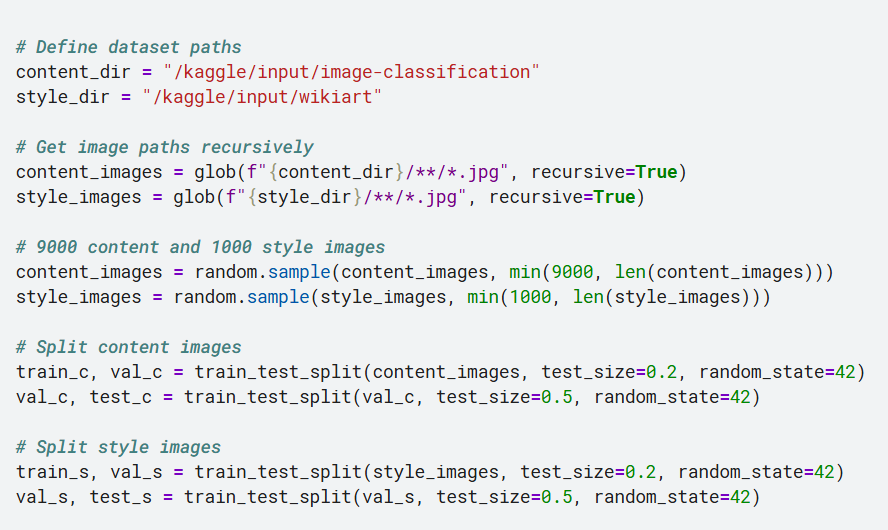 # Define dataset paths
content_dir = "/kaggle/input/image-classification"
style_dir = "/kaggle/input/wikiart"
# Get image paths recursively
content_images = glob(f"{content_dir}/**/*.jpg", recursive=True)
style_images = glob(f"{style_dir}/**/*.jpg", recursive=True)
# 9000 content and 1000 style images
content_images = random.sample(content_images, min(9000, len(content_images)))
style_images = random.sample(style_images, min(1000, len(style_images)))
# Split content images
train_c, val_c = train_test_split(content_images, test_size=0.2, random_state=42)
val_c, test_c = train_test_split(val_c, test_size=0.5, random_state=42)
# Split style images
train_s, val_s = train_test_split(style_images, test_size=0.2, random_state=42)
val_s, test_s = train_test_split(val_s, test_size=0.5, random_state=42)